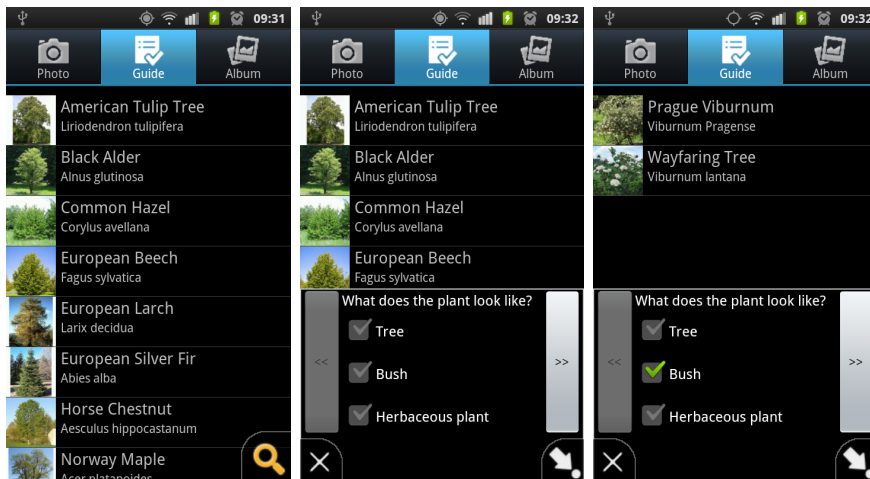 09:31
Photo
Guide
Album
American Tulip Tree
Liriodendron tulipifera
Black Alder
Alnus glutinosa
Common Hazel
Corylus avellana
European Beech
Fagus sylvatica
European Larch
Larix decidua
European Silver Fir
Abies alba
Horse Chestnut
Aesculus hippocastanum
Norway Maple
Acer platanoides
09:32
Photo
Guide
Album
American Tulip Tree
Liriodendron tulipifera
Black Alder
Alnus glutinosa
Common Hazel
Corylus avellana
European Beech
Fagus sylvatica
What does the plant look like?
Tree
<< Bush >>
Herbaceous plant
09:32
Photo
Guide
Album
Prague Viburnum
Viburnum Pragense
Wayfaring Tree
Viburnum lantana
What does the plant look like?
Tree
<< Bush >>
Herbaceous plant